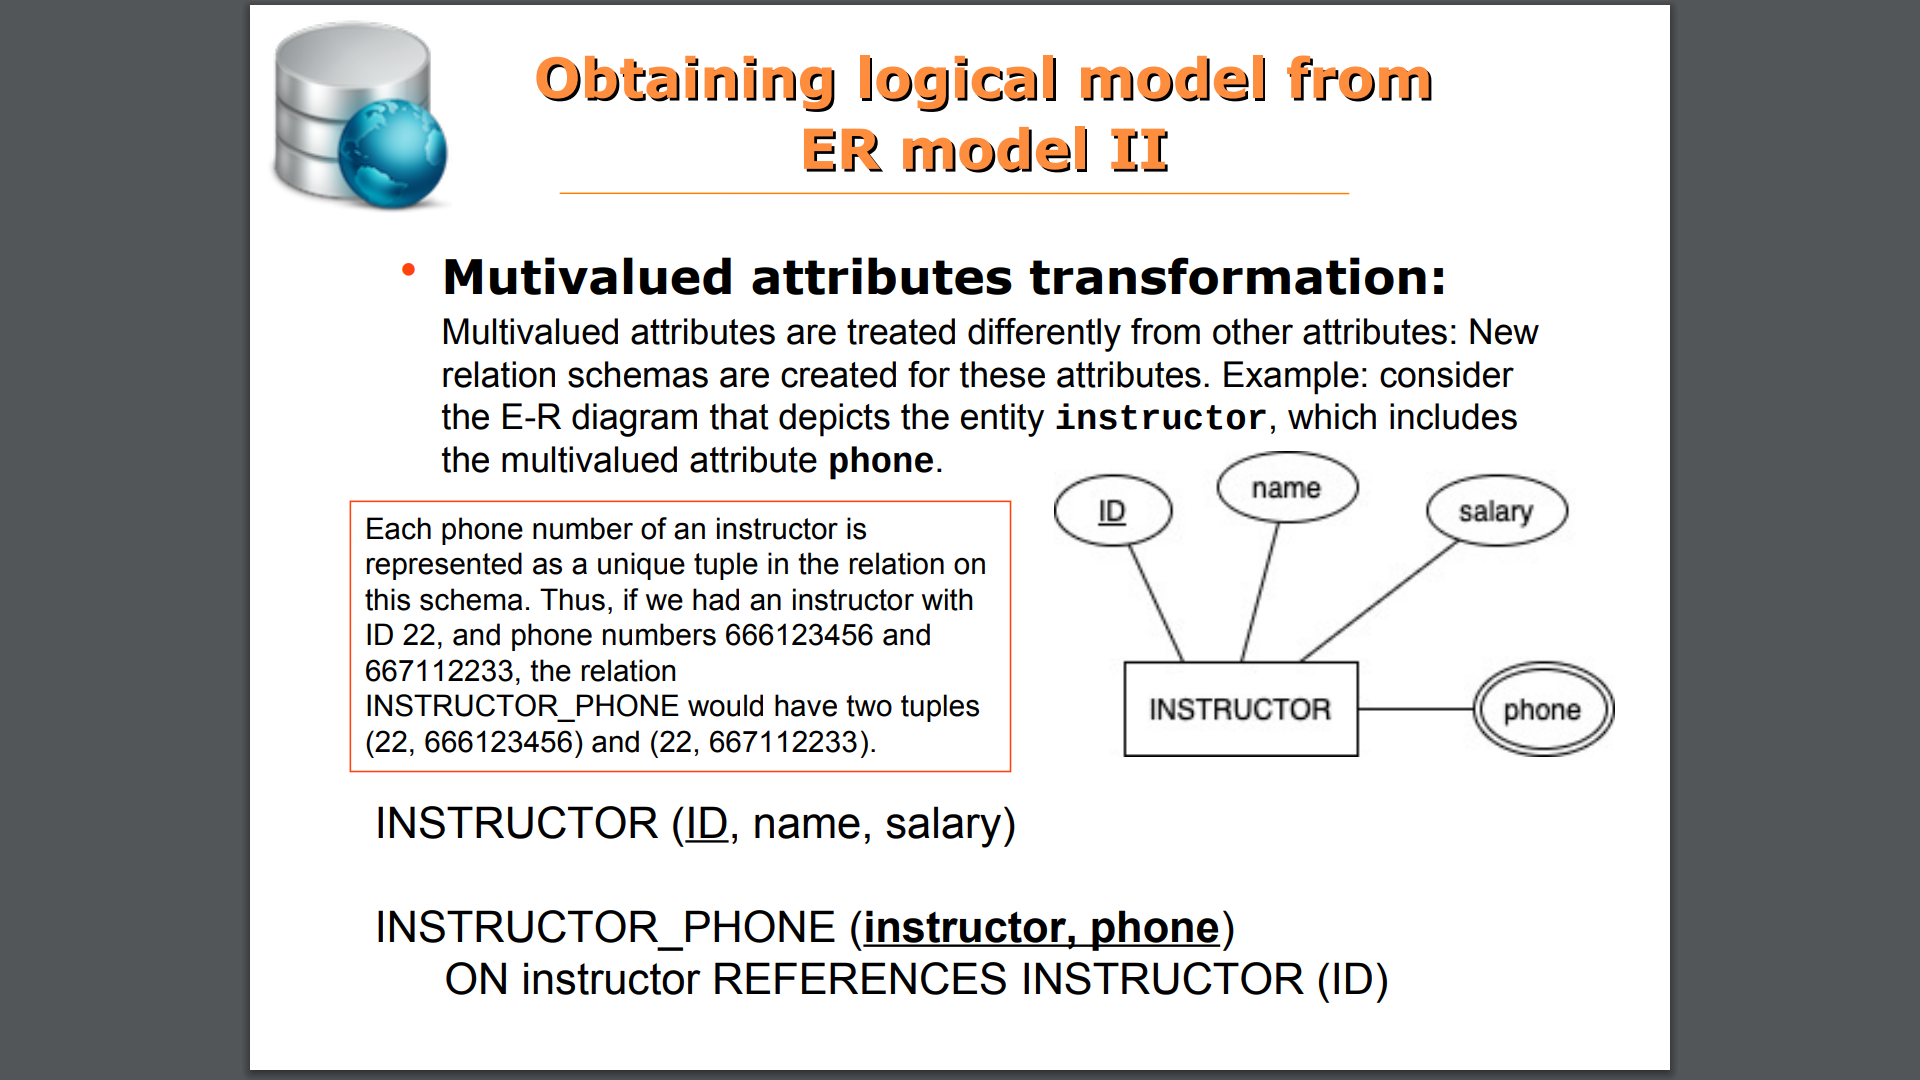 Obtaining logical model from
ER model II
• Mutivalued attributes transformation:
Multivalued attributes are treated differently from other attributes: New
relation schemas are created for these attributes. Example: consider
the E-R diagram that depicts the entity instructor, which includes
the multivalued attribute phone.
Each phone number of an instructor is
represented as a unique tuple in the relation on
this schema. Thus, if we had an instructor with
ID 22, and phone numbers 666123456 and
667112233, the relation
INSTRUCTOR_PHONE would have two tuples
(22, 666123456) and (22, 667112233).
ID
name
salary
INSTRUCTOR
phone
INSTRUCTOR (ID, name, salary)
INSTRUCTOR_PHONE (instructor, phone)
ON instructor REFERENCES INSTRUCTOR (ID)